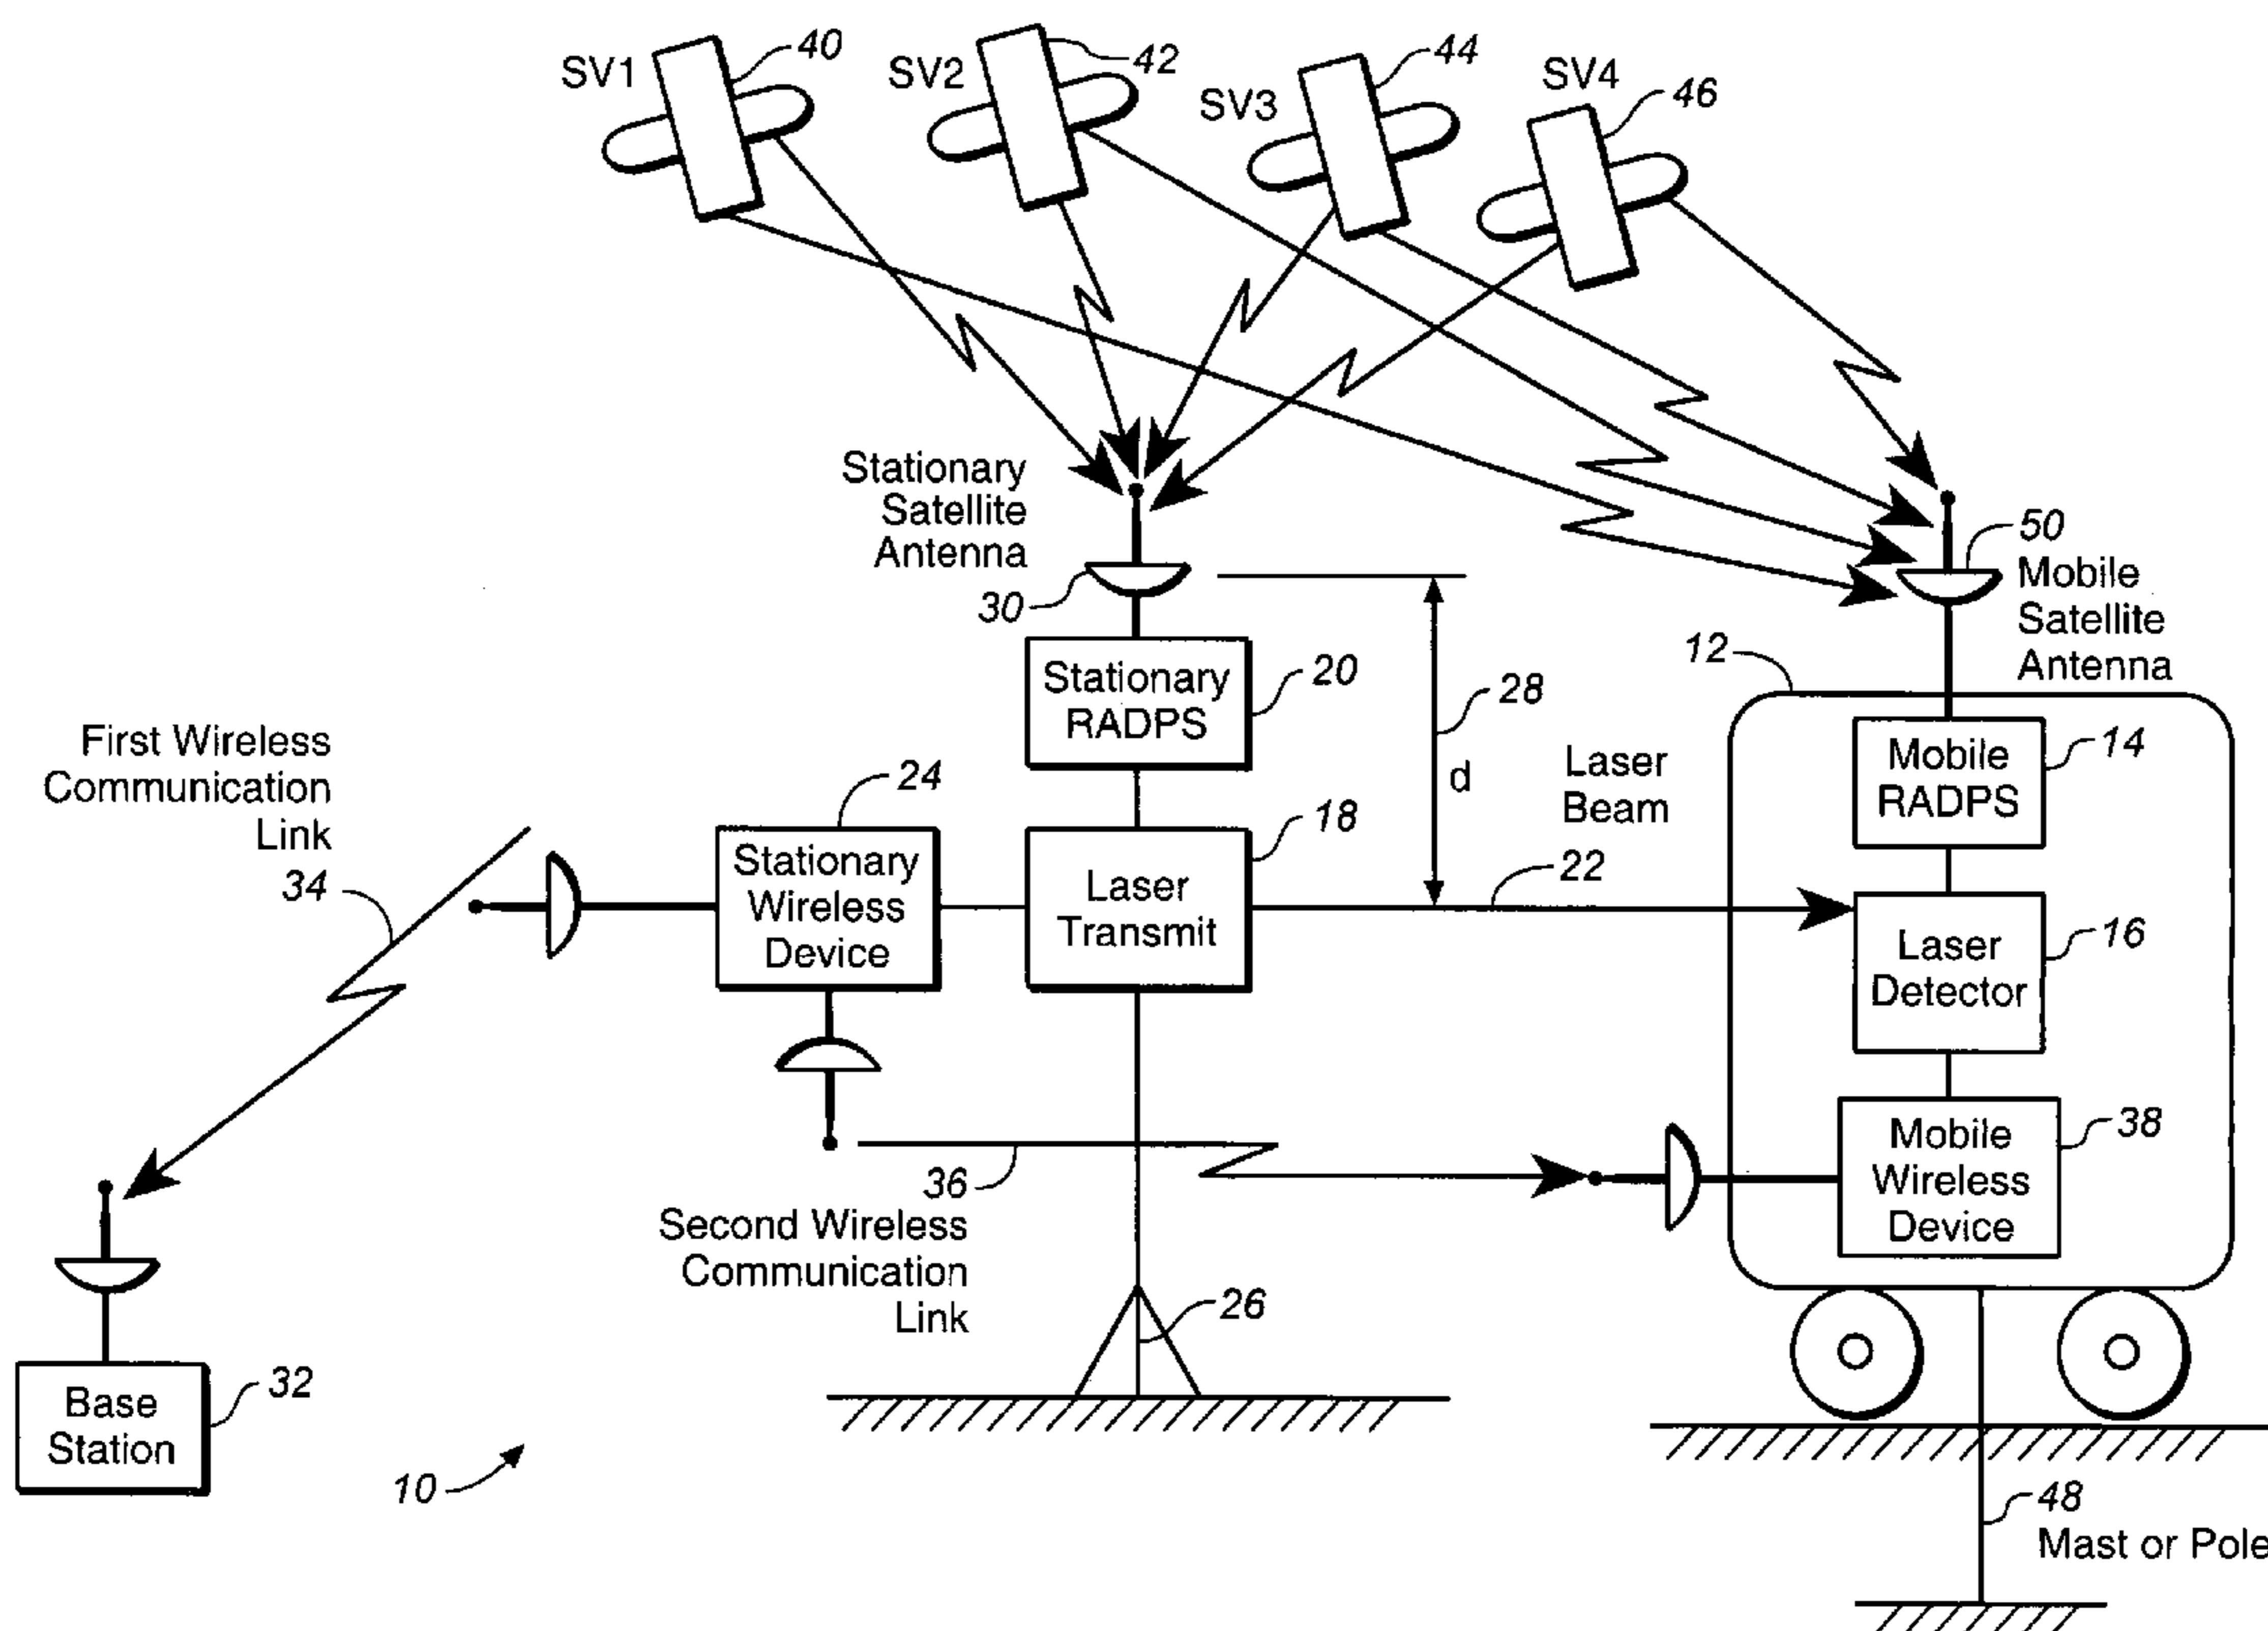 SV1
40
SV2
42
SV3
44
SV4
46
Stationary
Satellite
Antenna
30
50
Mobile
Satellite
Antenna
12
Stationary
RADPS
20
28
d
First Wireless
Communication
Link
34
24
Stationary
Wireless
Device
Laser
Transmit
18
Laser
Beam
22
Mobile
RADPS
14
Laser
Detector
16
Mobile
Wireless
Device
38
36
Second Wireless
Communication
Link
26
Base
Station
32
10
48
Mast or Pole